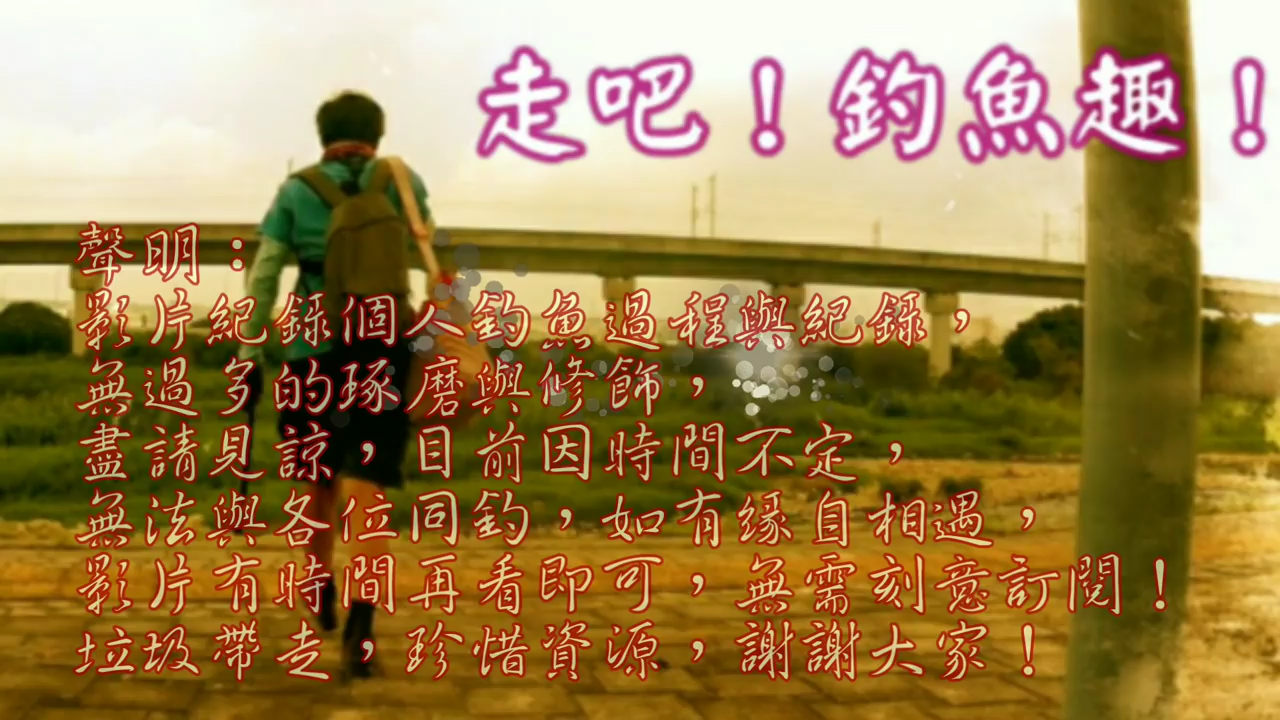 走吧！釣魚趣！
聲明：
影片紀錄個人釣魚過程與紀錄，
無過多的琢磨與修飾，
盡請見諒，目前因時間不定，
無法與各位同釣，如有緣自相遇，
影片有時間再看即可，無需刻意訂閱！
垃圾帶走，珍惜資源，謝謝大家！